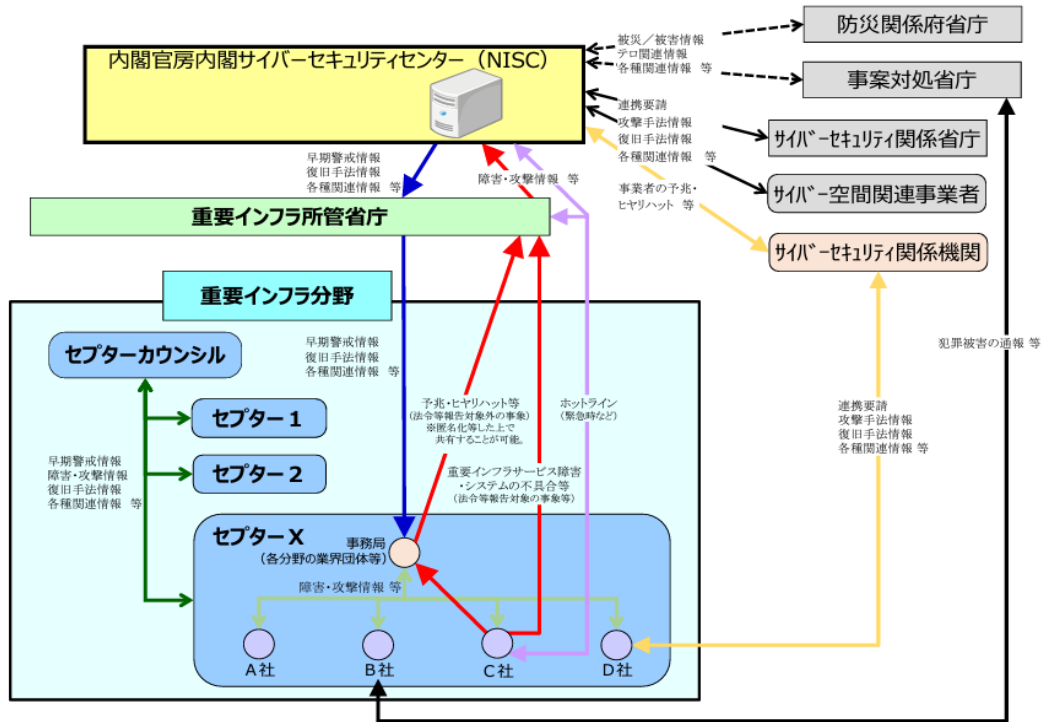 防災関係府省庁
被災／被害情報
テロ関連情報
各種関連情報 等
内閣官房内閣サイバーセキュリティセンター（NISC）
事案対処省庁
連携要請
攻撃手法情報
復旧手法情報
各種関連情報 等
サイバーセキュリティ関係省庁
サイバー空間関連事業者
早期警戒情報
復旧手法情報
各種関連情報 等
障害・攻撃情報 等
事業者の予兆・
ヒヤリハット 等
重要インフラ所管省庁
サイバーセキュリティ関係機関
重要インフラ分野
セプターカウンシル
早期警戒情報
復旧手法情報
各種関連情報 等
犯罪被害の通報 等
セプター１
予兆・ヒヤリハット等
（法令等報告対象外の事象）
※匿名化等した上で
共有することが可能。
ホットライン
（緊急時など）
連携要請
攻撃手法情報
復旧手法情報
各種関連情報 等
早期警戒情報
障害・攻撃情報
復旧手法情報
各種関連情報 等
セプター２
重要インフラサービス障害
・システムの不具合等
（法令等報告対象の事象等）
セプターＸ
事務局
（各分野の業界団体等）
障害・攻撃情報 等
Ａ社
Ｂ社
Ｃ社
Ｄ社